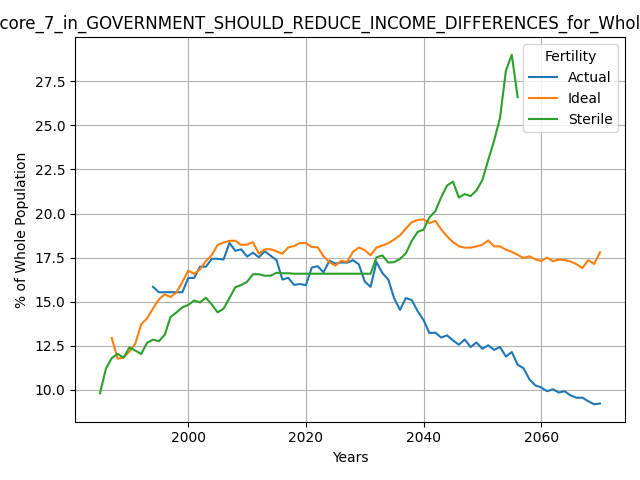 core_7_in_GOVERNMENT_SHOULD_REDUCE_INCOME_DIFFERENCES_for_Whol
Fertility
Actual
Ideal
Sterile
% of Whole Population
27.5
25.0
22.5
20.0
17.5
15.0
12.5
10.0
2000
2020
2040
2060
Years